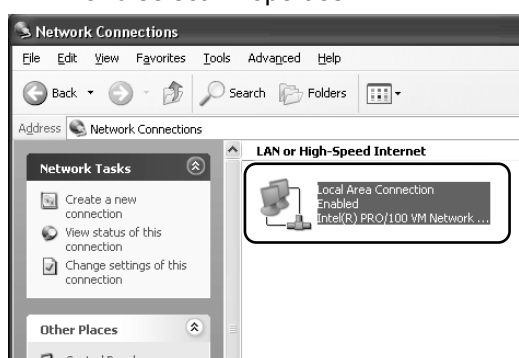 Network Connections
File Edit View Favorites Tools Advanced Help
Back Search Folders
Address Network Connections
LAN or High-Speed Internet
Local Area Connection
Enabled
Intel(R) PRO/100 VM Network ...
Network Tasks
Create a new
connection
View status of this
connection
Change settings of this
connection
Other Places